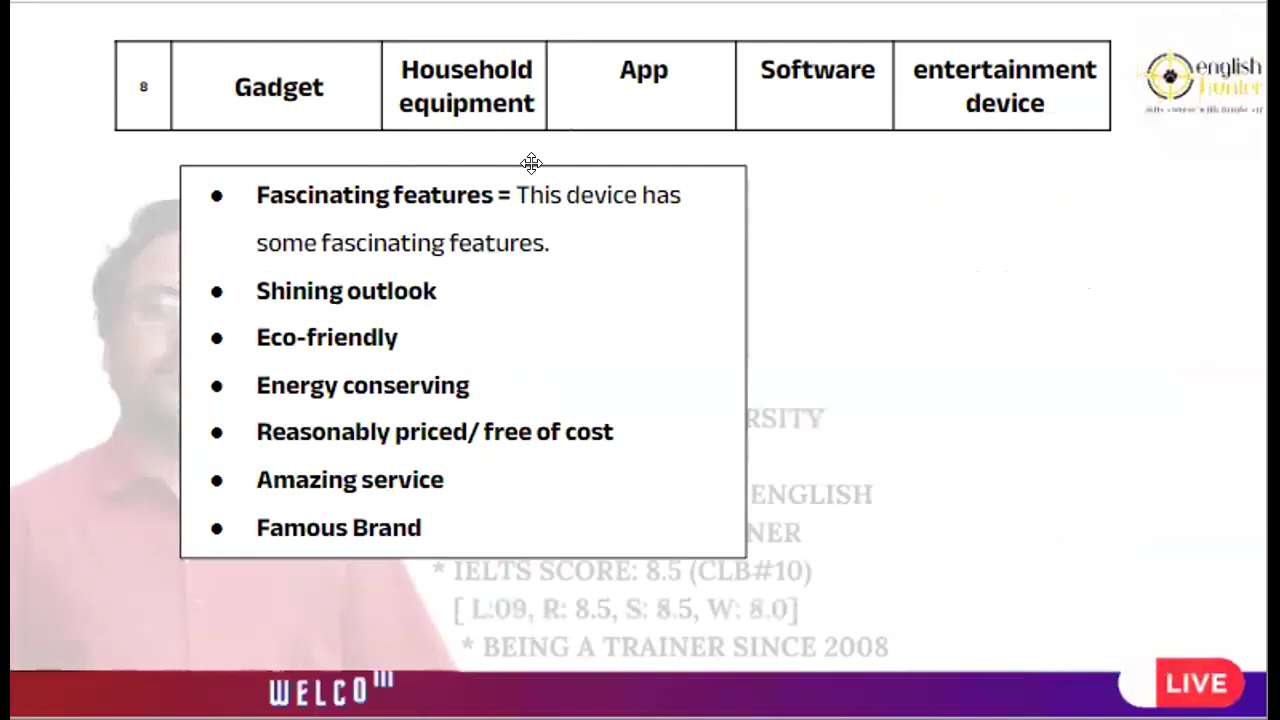 8
Gadget
Household
equipment
App
Software
entertainment
device
english
hunter
Fascinating features = This device has
some fascinating features.
Shining outlook
Eco-friendly
Energy conserving
Reasonably priced/ free of cost
Amazing service
Famous Brand
RSITY
ENGLISH
NER
* IELTS SCORE: 8.5 (CLB#10)
[ L:09, R: 8.5, S: 8.5, W: 8.0]
* BEING A TRAINER SINCE 2008
WELCOM
LIVE